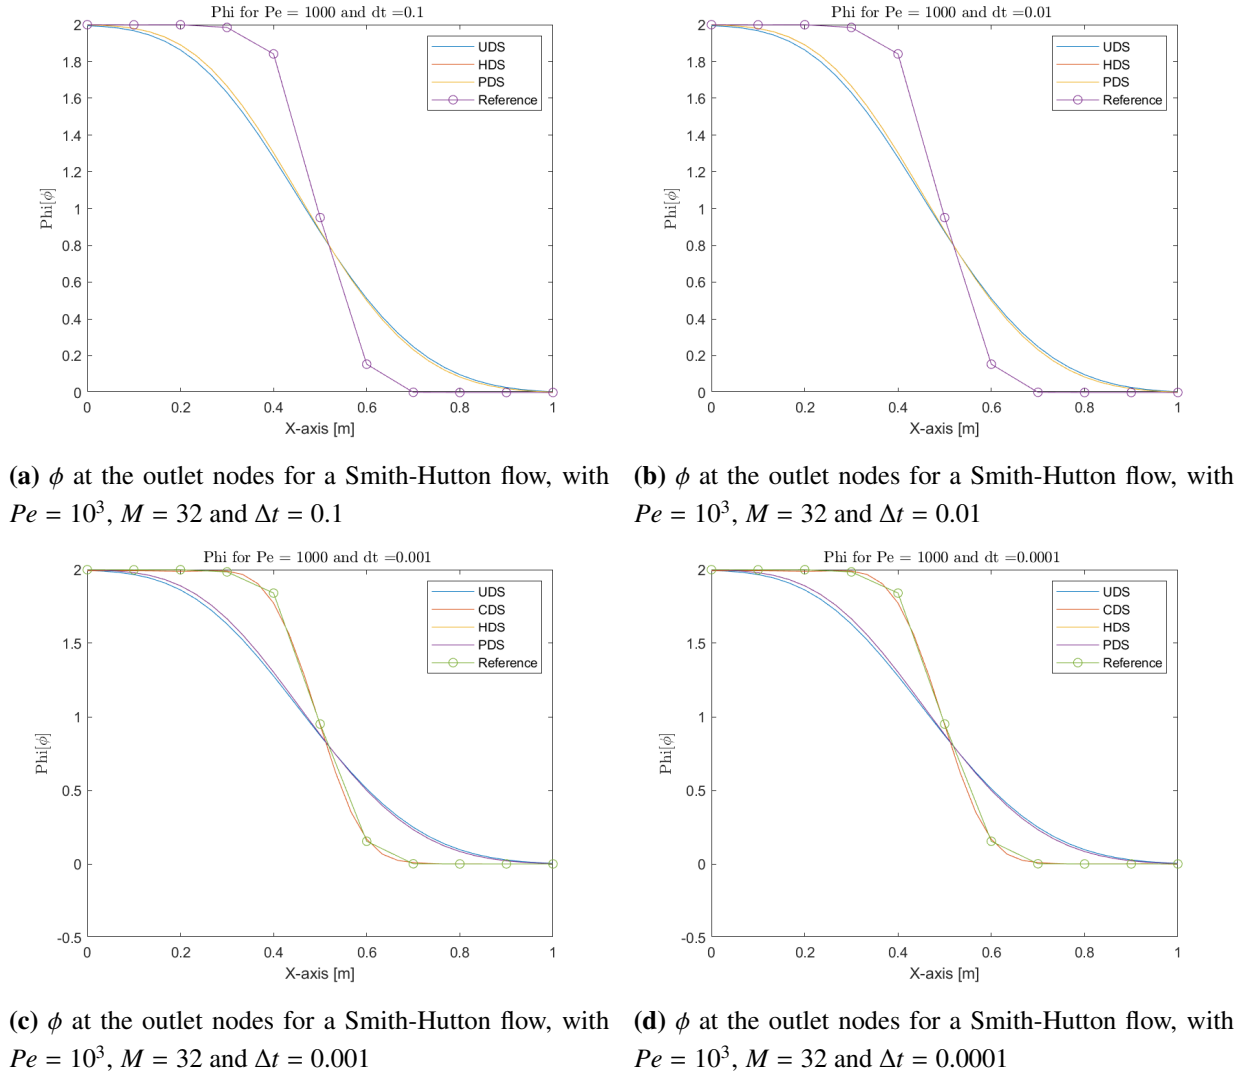 Phi for Pe = 1000 and dt =0.1
2
1.8
1.6
1.4
1.2
1
0.8
0.6
0.4
0.2
0
Phi[ϕ]
UDS
HDS
PDS
Reference
0 0.2 0.4 0.6 0.8 1
X-axis [m]
(a) ϕ at the outlet nodes for a Smith-Hutton flow, with
Pe = 10³, M = 32 and Δt = 0.1
Phi for Pe = 1000 and dt =0.01
2
1.8
1.6
1.4
1.2
1
0.8
0.6
0.4
0.2
0
Phi[ϕ]
UDS
HDS
PDS
Reference
0 0.2 0.4 0.6 0.8 1
X-axis [m]
(b) ϕ at the outlet nodes for a Smith-Hutton flow, with
Pe = 10³, M = 32 and Δt = 0.01
Phi for Pe = 1000 and dt =0.001
2
1.5
1
0.5
0
-0.5
Phi[ϕ]
UDS
CDS
HDS
PDS
Reference
0 0.2 0.4 0.6 0.8 1
X-axis [m]
(c) ϕ at the outlet nodes for a Smith-Hutton flow, with
Pe = 10³, M = 32 and Δt = 0.001
Phi for Pe = 1000 and dt =0.0001
2
1.5
1
0.5
0
-0.5
Phi[ϕ]
UDS
CDS
HDS
PDS
Reference
0 0.2 0.4 0.6 0.8 1
X-axis [m]
(d) ϕ at the outlet nodes for a Smith-Hutton flow, with
Pe = 10³, M = 32 and Δt = 0.0001